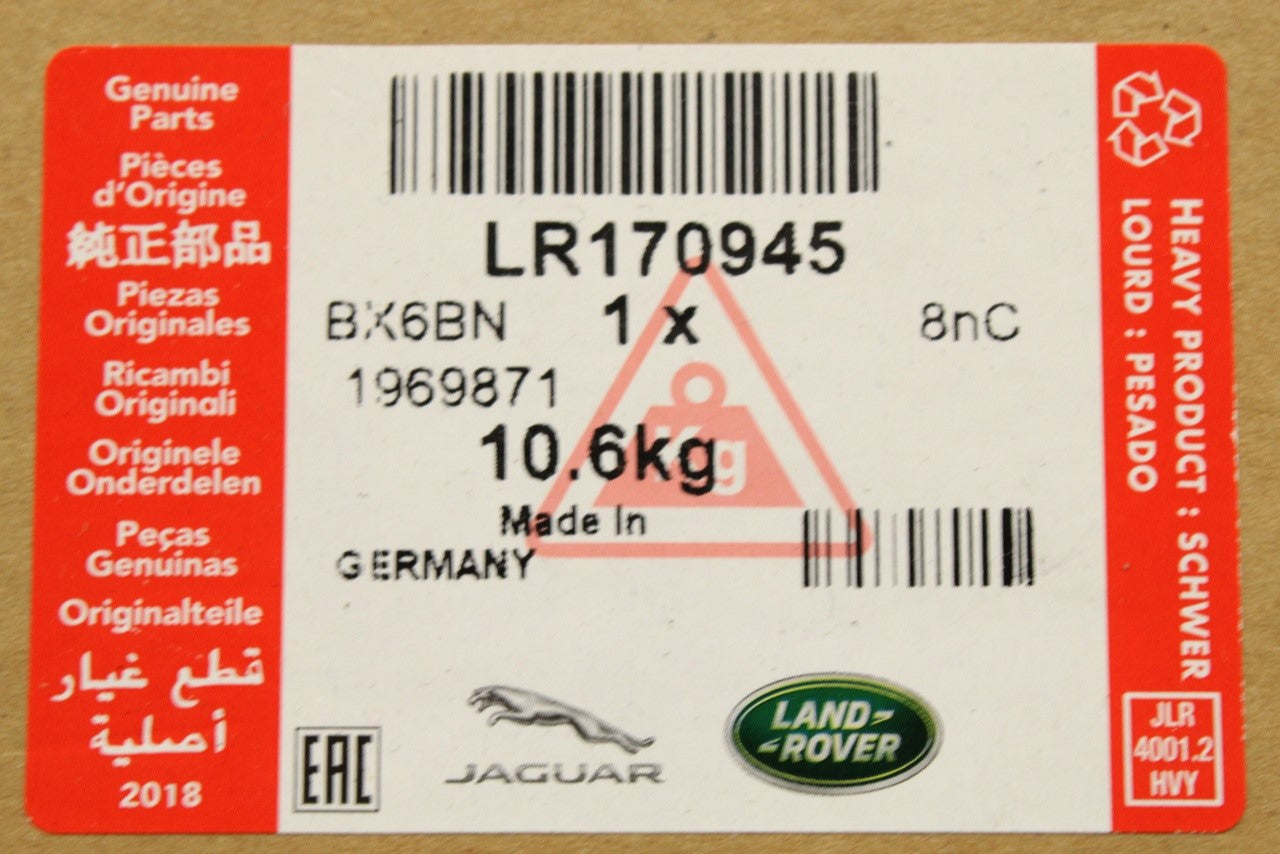 Genuine
Parts
Pièces
d'Origine
純正部品
Piezas
Originales
Ricambi
Originali
Originele
Onderdelen
Peças
Genuinas
Originalteile
قطع غيار
أصلية
2018
LR170945
BX6BN 1 x 8nC
1969871
10.6kg
Kg
Made In
GERMANY
EAC
JAGUAR
LAND-
-ROVER
HEAVY PRODUCT : SCHWER
LOURD : PESADO
JLR
4001.2
HVY